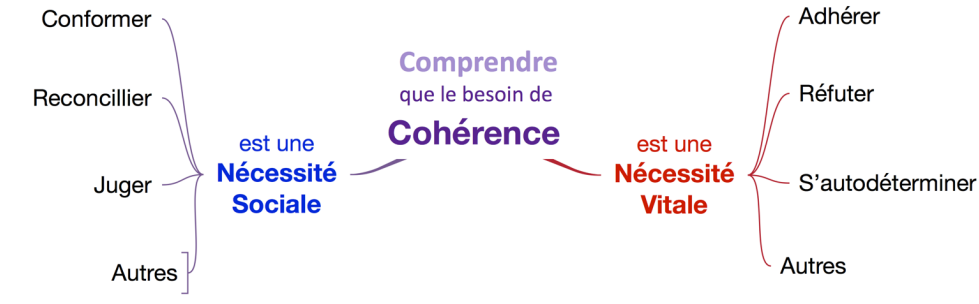 Comprendre
que le besoin de
Cohérence
est une
Nécessité
Sociale
Conformer
Reconcillier
Juger
Autres
est une
Nécessité
Vitale
Adhérer
Réfuter
S’autodéterminer
Autres